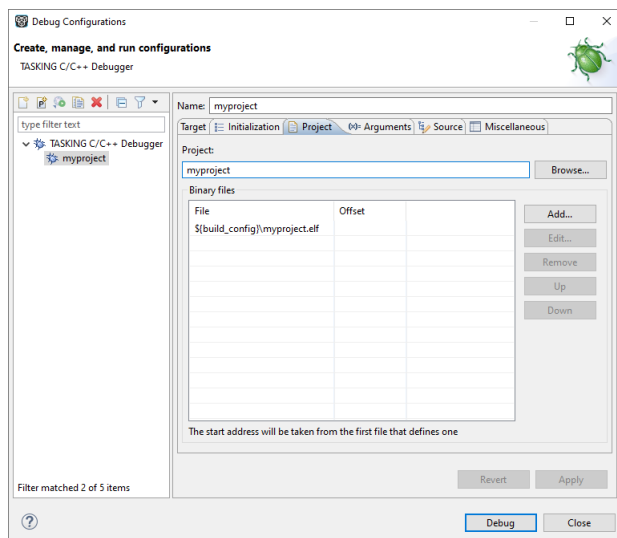 Debug Configurations
Create, manage, and run configurations
TASKING C/C++ Debugger
type filter text
TASKING C/C++ Debugger
myproject
Filter matched 2 of 5 items
Name: myproject
Target Initialization Project (x)= Arguments Source Miscellaneous
Project:
myproject Browse...
Binary files
File Offset
${build_config}\myproject.elf
Add...
Edit...
Remove
Up
Down
The start address will be taken from the first file that defines one
Revert Apply
? Debug Close